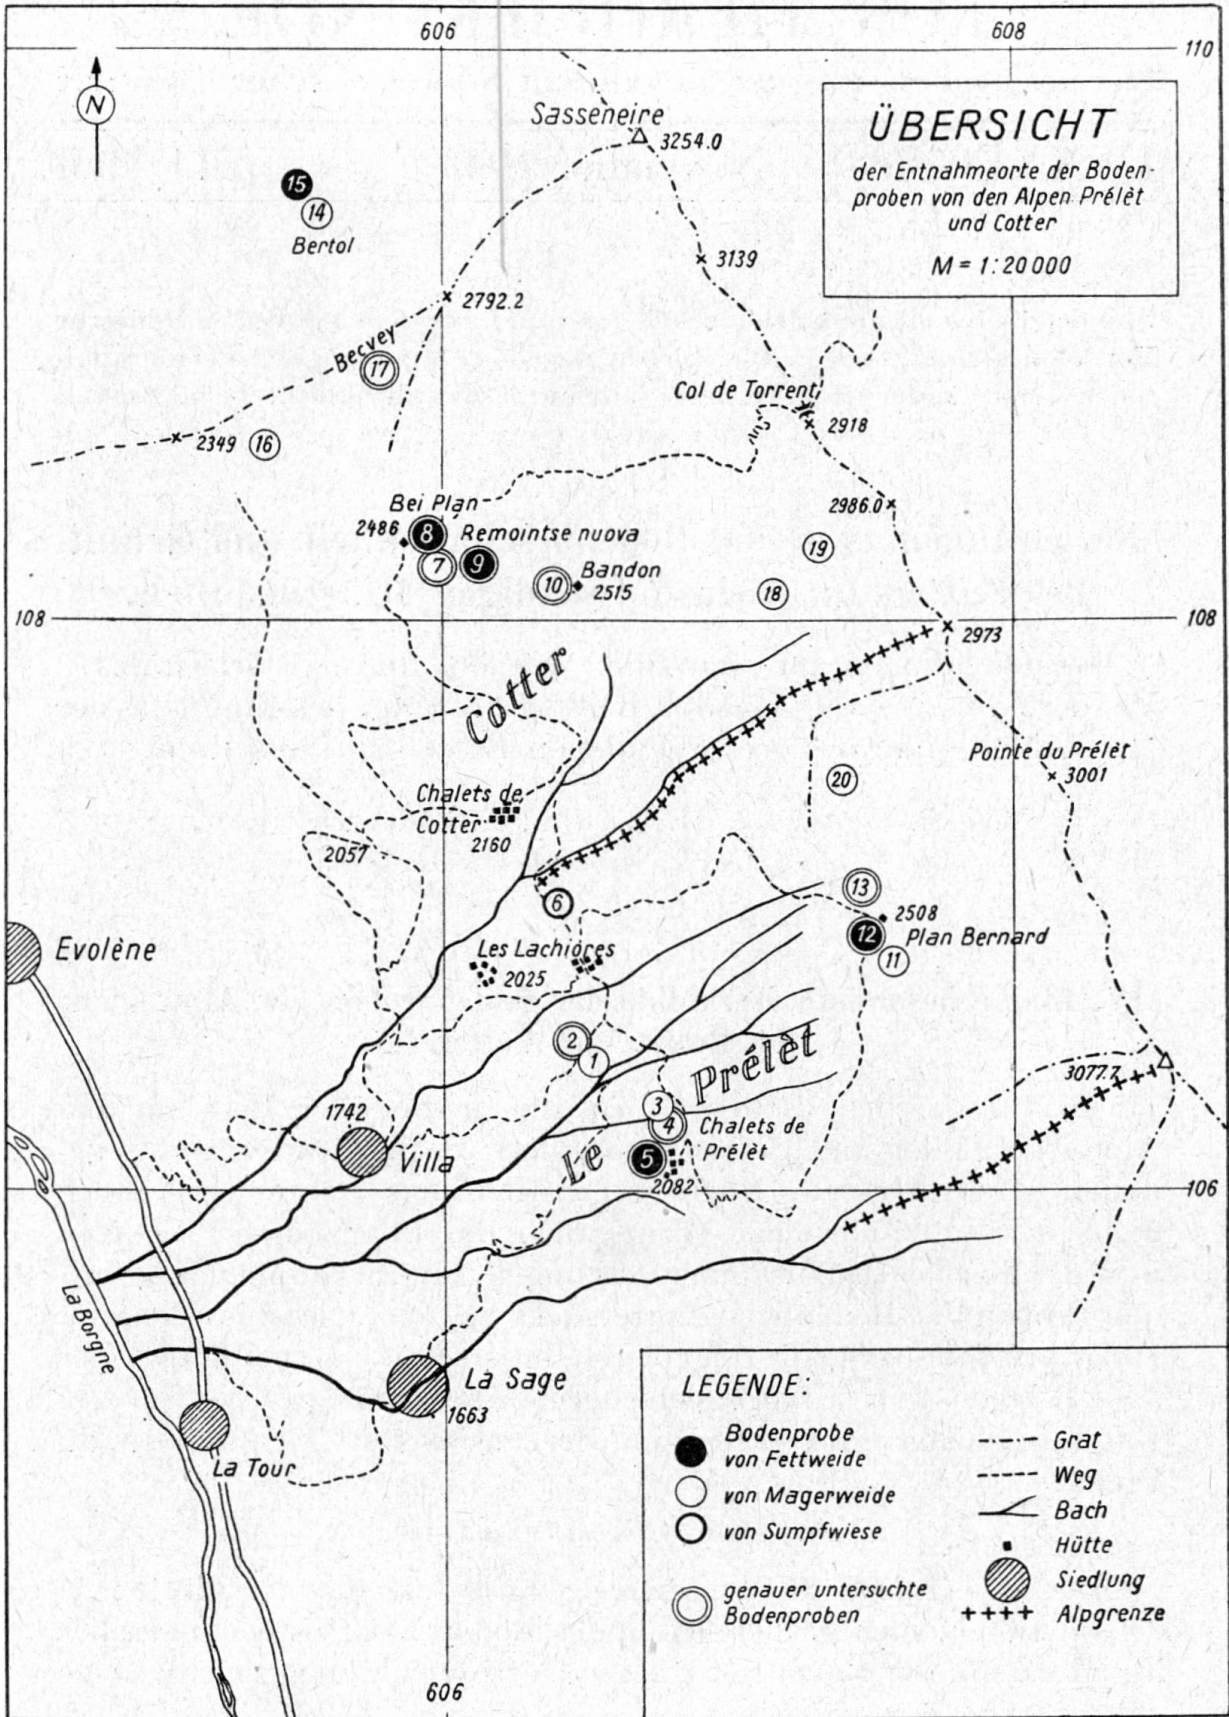 606
608
110
N
Sasseneire
3254.0
ÜBERSICHT
der Entnahmeorte der Boden-
proben von den Alpen Prélèt
und Cotter
M = 1:20 000
15
14
Bertol
3139
2792.2
Becvey
17
Col de Torrent
2918
2349
16
2986.0
Bei Plan
2486
8
Remointse nuova
7
9
10
Bandon
2515
19
18
108
108
2973
Cotter
Pointe du Prélèt
3001
20
Chalets de
Cotter
2160
2057
13
6
2508
12
Plan Bernard
11
Evolène
Les Lachiores
2025
2
1
Le Prélèt
3077.7
1742
3
4
Chalets de
Prélèt
Villa
5
2082
106
La Borgne
La Sage
1663
La Tour
606
LEGENDE:
Bodenprobe
von Fettweide
von Magerweide
von Sumpfwiese
genauer untersuchte
Bodenproben
Grat
Weg
Bach
Hütte
Siedlung
Alpgrenze